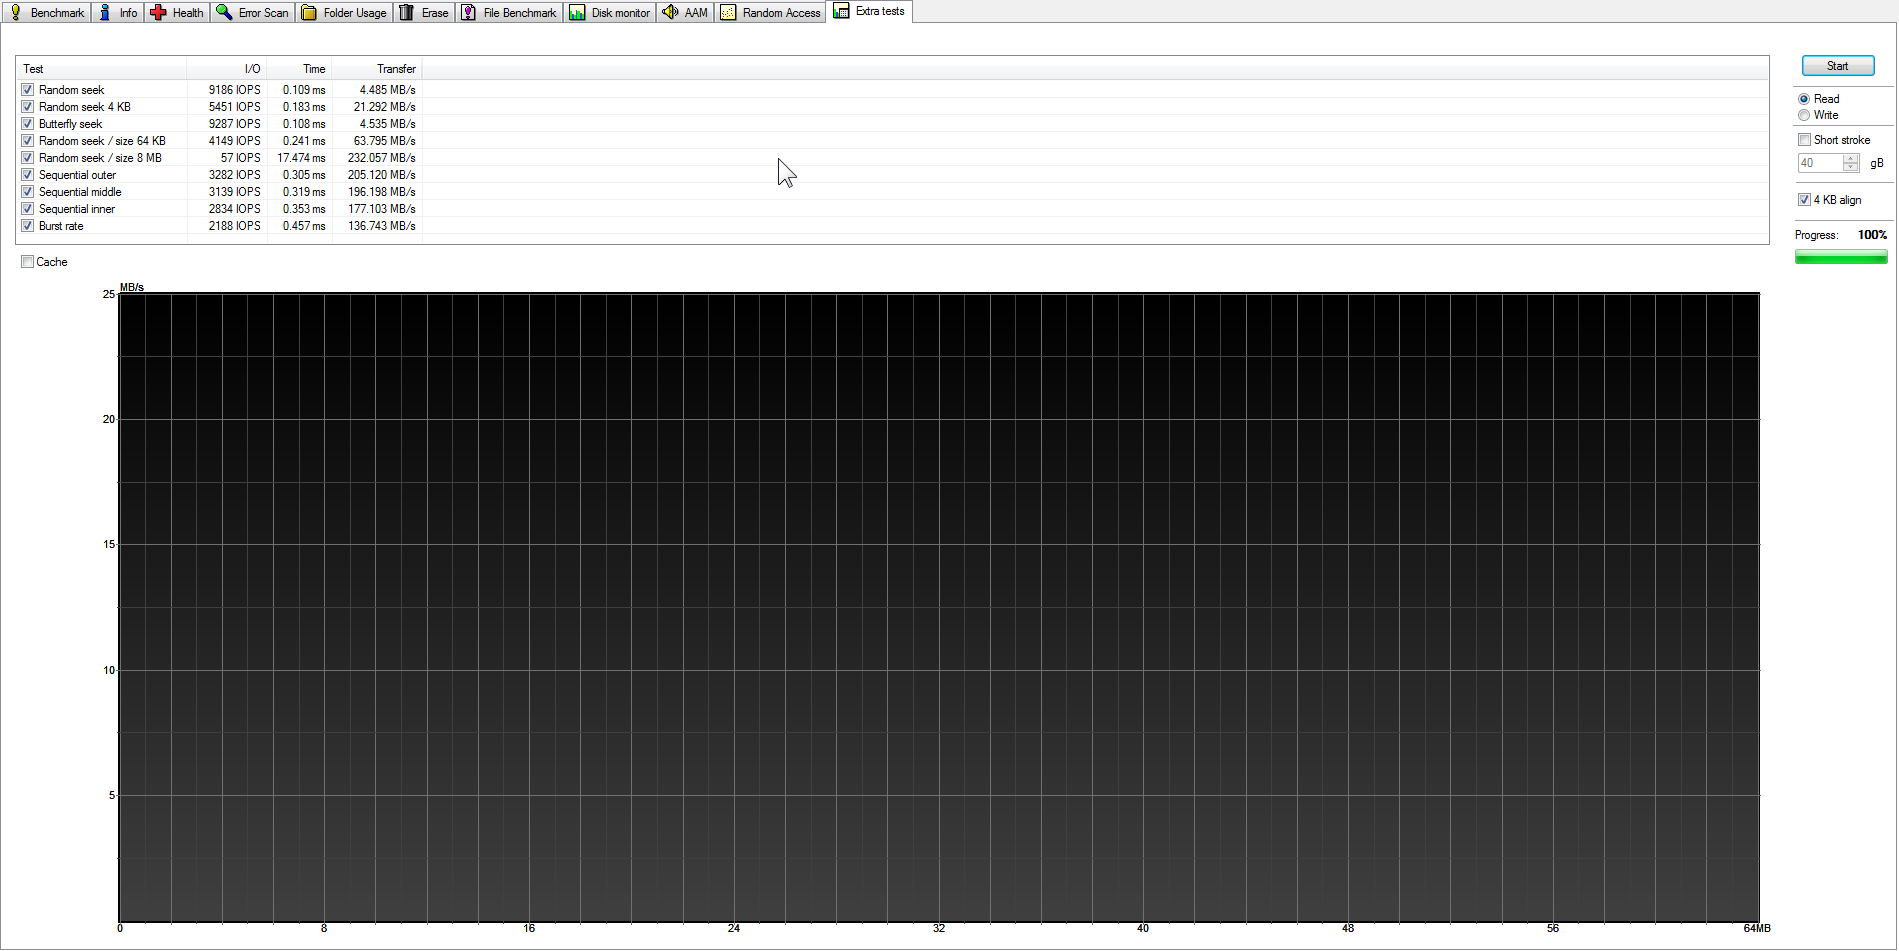 Benchmark Info Health Error Scan Folder Usage Erase File Benchmark Disk monitor AAM Random Access Extra tests
Test I/O Time Transfer
Random seek 9186 IOPS 0.109 ms 4.485 MB/s
Random seek 4 KB 5451 IOPS 0.183 ms 21.292 MB/s
Butterfly seek 9287 IOPS 0.108 ms 4.535 MB/s
Random seek / size 64 KB 4149 IOPS 0.241 ms 63.795 MB/s
Random seek / size 8 MB 57 IOPS 17.474 ms 232.057 MB/s
Sequential outer 3282 IOPS 0.305 ms 205.120 MB/s
Sequential middle 3139 IOPS 0.319 ms 196.198 MB/s
Sequential inner 2834 IOPS 0.353 ms 177.103 MB/s
Burst rate 2188 IOPS 0.457 ms 136.743 MB/s
Start
Read
Write
Short stroke
40 gB
4 KB align
Progress: 100%
Cache
MB/s
25
20
15
10
5
0 8 16 24 32 40 48 56 64MB